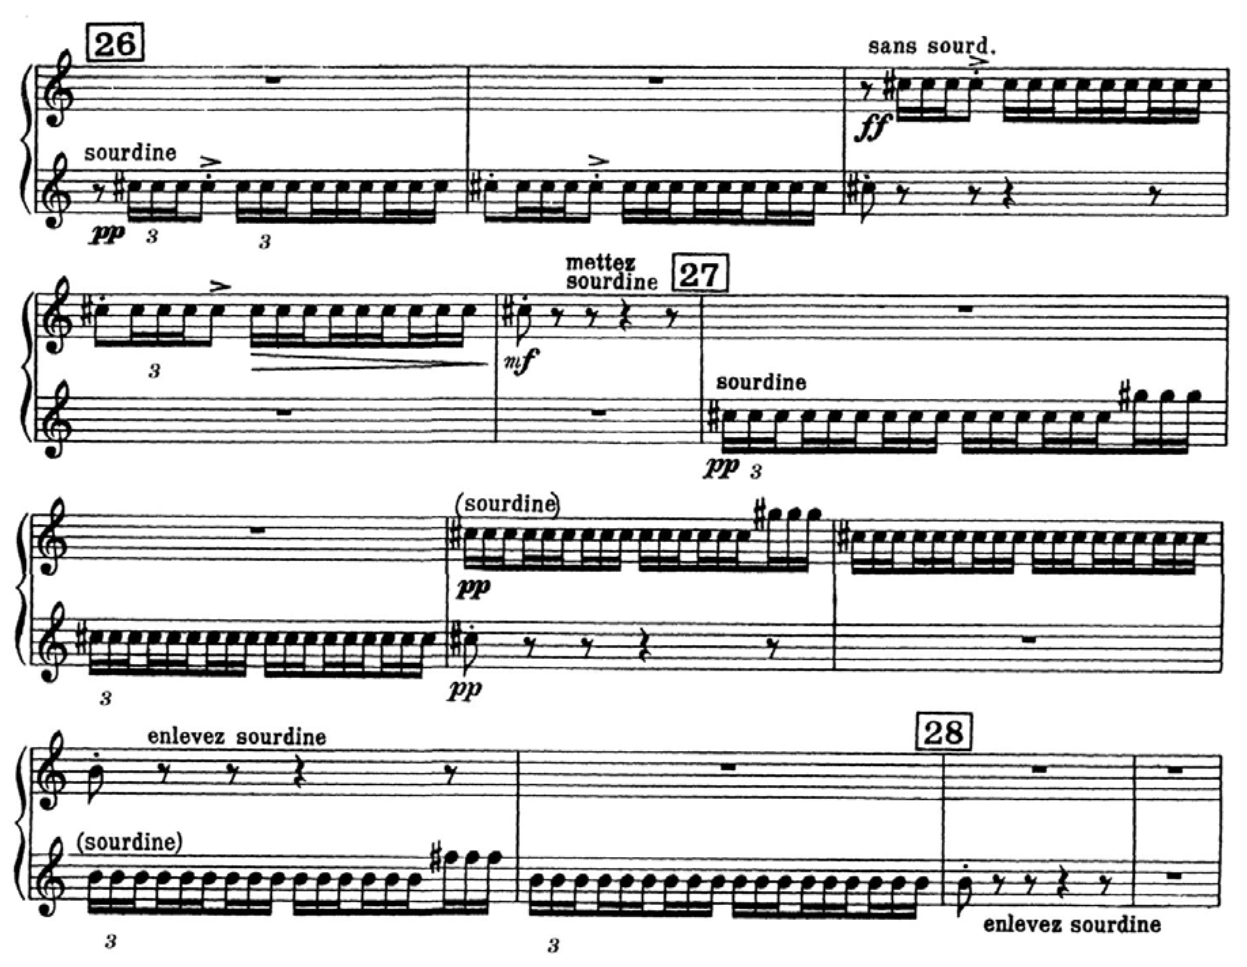 26
sans sourd.
ff
sourdine
pp 3 3
mettez
sourdine 27
3 mf
sourdine
pp 3
(sourdine)
pp
3 pp
enlevez sourdine 28
(sourdine)
enlevez sourdine
3 3